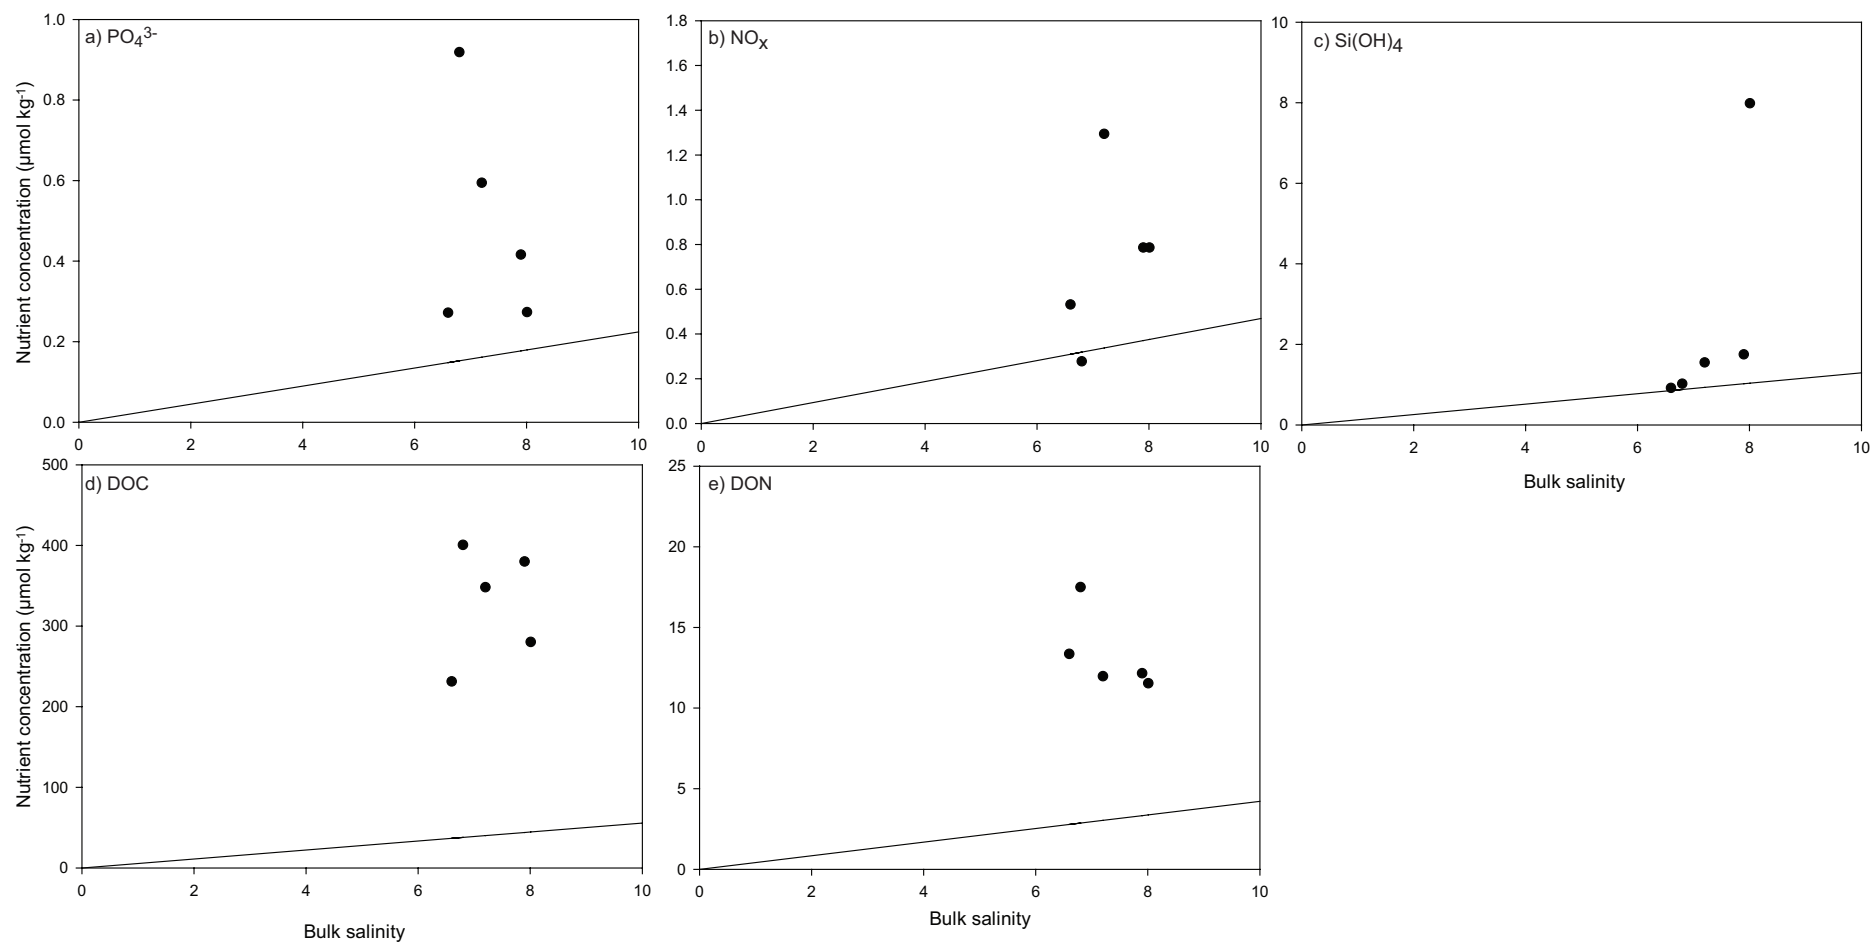 a) PO₄³⁻
Nutrient concentration (µmol kg⁻¹)
1.0
0.8
0.6
0.4
0.2
0.0
0 2 4 6 8 10
b) NOₓ
1.8
1.6
1.4
1.2
1.0
0.8
0.6
0.4
0.2
0.0
0 2 4 6 8 10
c) Si(OH)₄
10
8
6
4
2
0
0 2 4 6 8 10
Bulk salinity
d) DOC
Nutrient concentration (µmol kg⁻¹)
500
400
300
200
100
0
0 2 4 6 8 10
Bulk salinity
e) DON
25
20
15
10
5
0
0 2 4 6 8 10
Bulk salinity